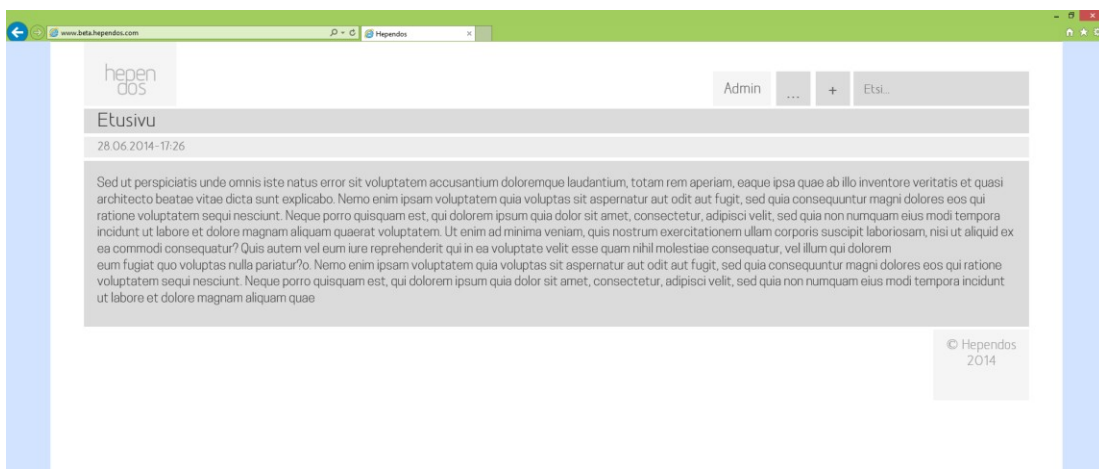 www.beta.hependos.com
Hependos
hepen
dos
Admin
...
+
Etsi...
Etusivu
28.06.2014-17:26
Sed ut perspiciatis unde omnis iste natus error sit voluptatem accusantium doloremque laudantium, totam rem aperiam, eaque ipsa quae ab illo inventore veritatis et quasi
architecto beatae vitae dicta sunt explicabo. Nemo enim ipsam voluptatem quia voluptas sit aspernatur aut odit aut fugit, sed quia consequuntur magni dolores eos qui
ratione voluptatem sequi nesciunt. Neque porro quisquam est, qui dolorem ipsum quia dolor sit amet, consectetur, adipisci velit, sed quia non numquam eius modi tempora
incidunt ut labore et dolore magnam aliquam quaerat voluptatem. Ut enim ad minima veniam, quis nostrum exercitationem ullam corporis suscipit laboriosam, nisi ut aliquid ex
ea commodi consequatur? Quis autem vel eum iure reprehenderit qui in ea voluptate velit esse quam nihil molestiae consequatur, vel illum qui dolorem
eum fugiat quo voluptas nulla pariatur?o. Nemo enim ipsam voluptatem quia voluptas sit aspernatur aut odit aut fugit, sed quia consequuntur magni dolores eos qui ratione
voluptatem sequi nesciunt. Neque porro quisquam est, qui dolorem ipsum quia dolor sit amet, consectetur, adipisci velit, sed quia non numquam eius modi tempora incidunt
ut labore et dolore magnam aliquam quae
© Hependos
2014